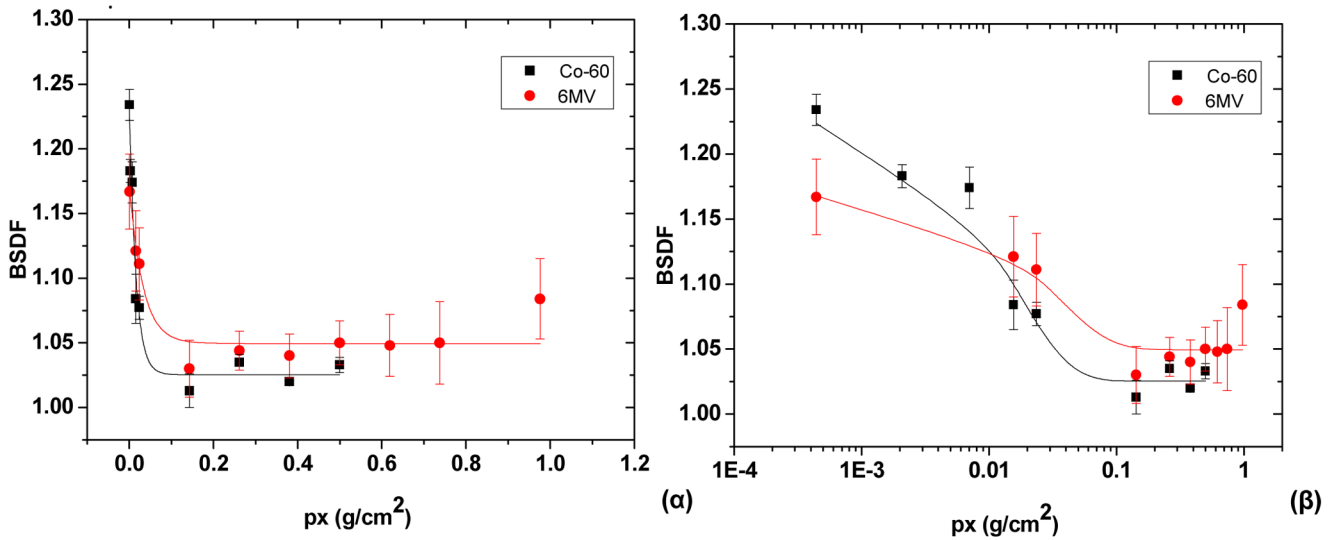 1.30
1.25
1.20
1.15
1.10
1.05
1.00
BSDF
Co-60
6MV
0.0 0.2 0.4 0.6 0.8 1.0 1.2
px (g/cm²)
(α)
1.30
1.25
1.20
1.15
1.10
1.05
1.00
BSDF
Co-60
6MV
1E-4 1E-3 0.01 0.1 1
px (g/cm²)
(β)